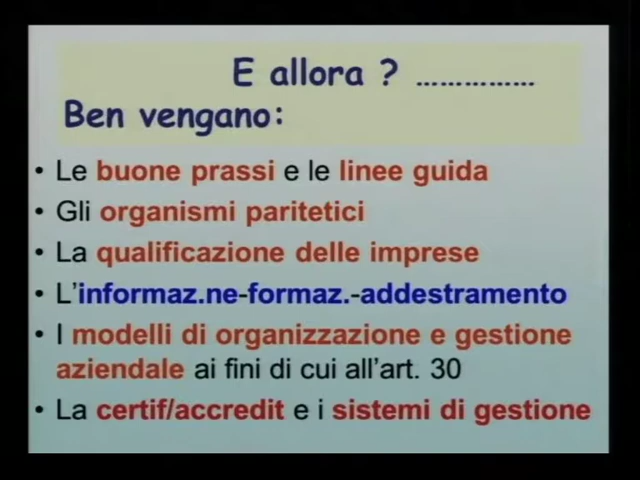 E allora ? ……………
Ben vengano:
• Le buone prassi e le linee guida
• Gli organismi paritetici
• La qualificazione delle imprese
• L'informaz.ne-formaz.-addestramento
• I modelli di organizzazione e gestione
aziendale ai fini di cui all'art. 30
• La certif/accredit e i sistemi di gestione